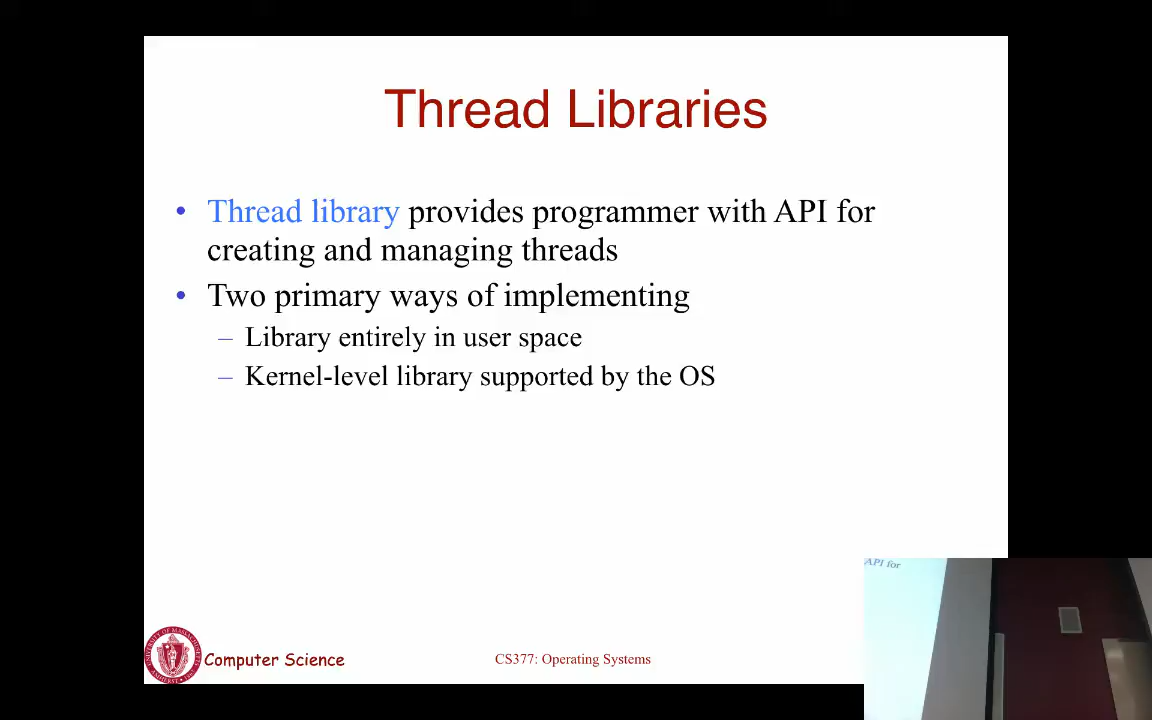 Thread Libraries
• Thread library provides programmer with API for
creating and managing threads
• Two primary ways of implementing
– Library entirely in user space
– Kernel-level library supported by the OS
API for
Computer Science
CS377: Operating Systems